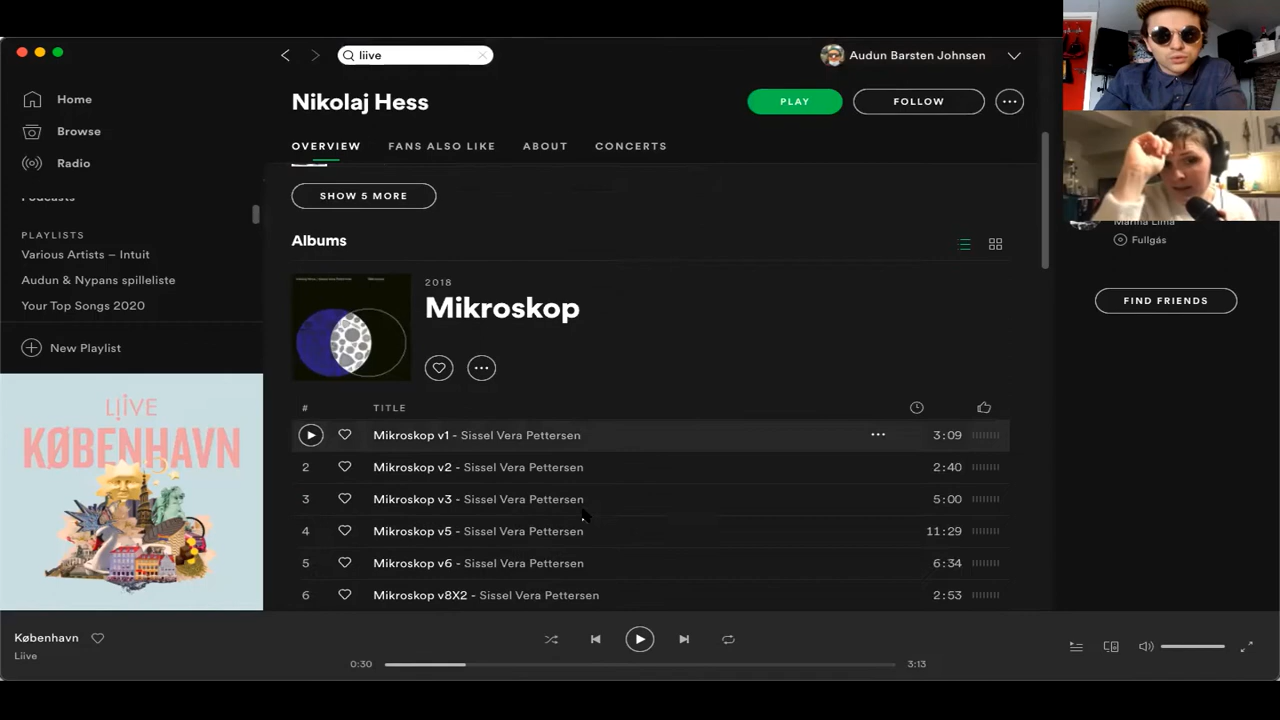 liive
Audun Barsten Johnsen
Home
Browse
Radio
Podcasts
PLAYLISTS
Various Artists – Intuit
Audun & Nypans spilleliste
Your Top Songs 2020
New Playlist
LIIVE
KØBENHAVN
Nikolaj Hess
PLAY
FOLLOW
OVERVIEW FANS ALSO LIKE ABOUT CONCERTS
SHOW 5 MORE
Albums
2018
Mikroskop
# TITLE
Mikroskop v1 - Sissel Vera Pettersen 3:09
2 Mikroskop v2 - Sissel Vera Pettersen 2:40
3 Mikroskop v3 - Sissel Vera Pettersen 5:00
4 Mikroskop v5 - Sissel Vera Pettersen 11:29
5 Mikroskop v6 - Sissel Vera Pettersen 6:34
6 Mikroskop v8X2 - Sissel Vera Pettersen 2:53
Marina Lima
Fullgás
FIND FRIENDS
København
Liive
0:30
3:13